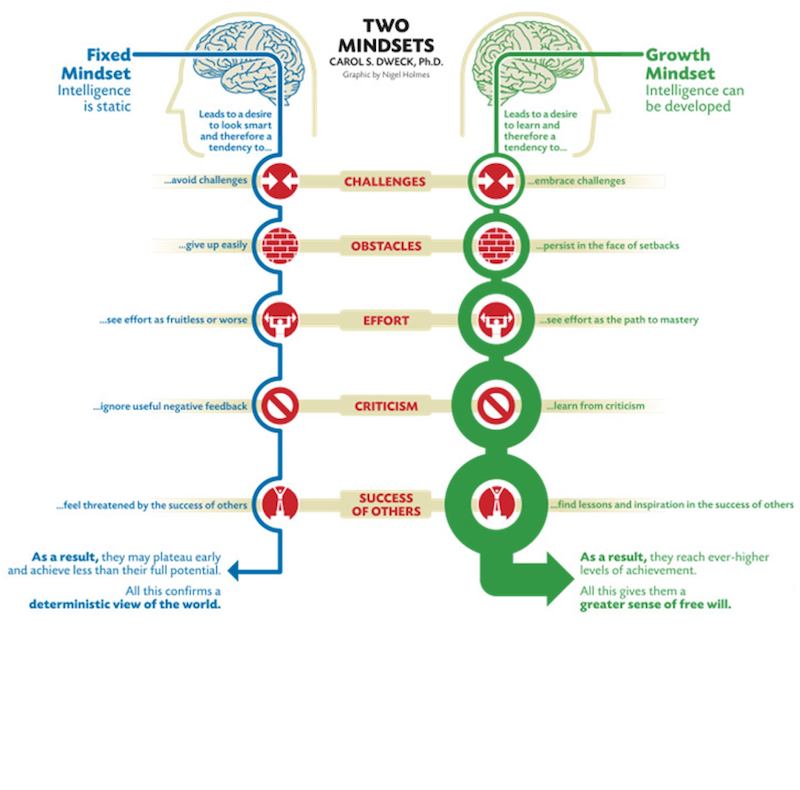 TWO
MINDSETS
CAROL S. DWECK, Ph.D.
Graphic by Nigel Holmes
Fixed
Mindset
Intelligence
is static
Growth
Mindset
Intelligence can
be developed
Leads to a desire
to look smart
and therefore a
tendency to...
Leads to a desire
to learn and
therefore a
tendency to...
...avoid challenges
CHALLENGES
...embrace challenges
...give up easily
OBSTACLES
...persist in the face of setbacks
...see effort as fruitless or worse
EFFORT
...see effort as the path to mastery
...ignore useful negative feedback
CRITICISM
...learn from criticism
...feel threatened by the success of others
SUCCESS
OF OTHERS
...find lessons and inspiration in the success of others
As a result, they may plateau early
and achieve less than their full potential.
All this confirms a
deterministic view of the world.
As a result, they reach ever-higher
levels of achievement.
All this gives them a
greater sense of free will.